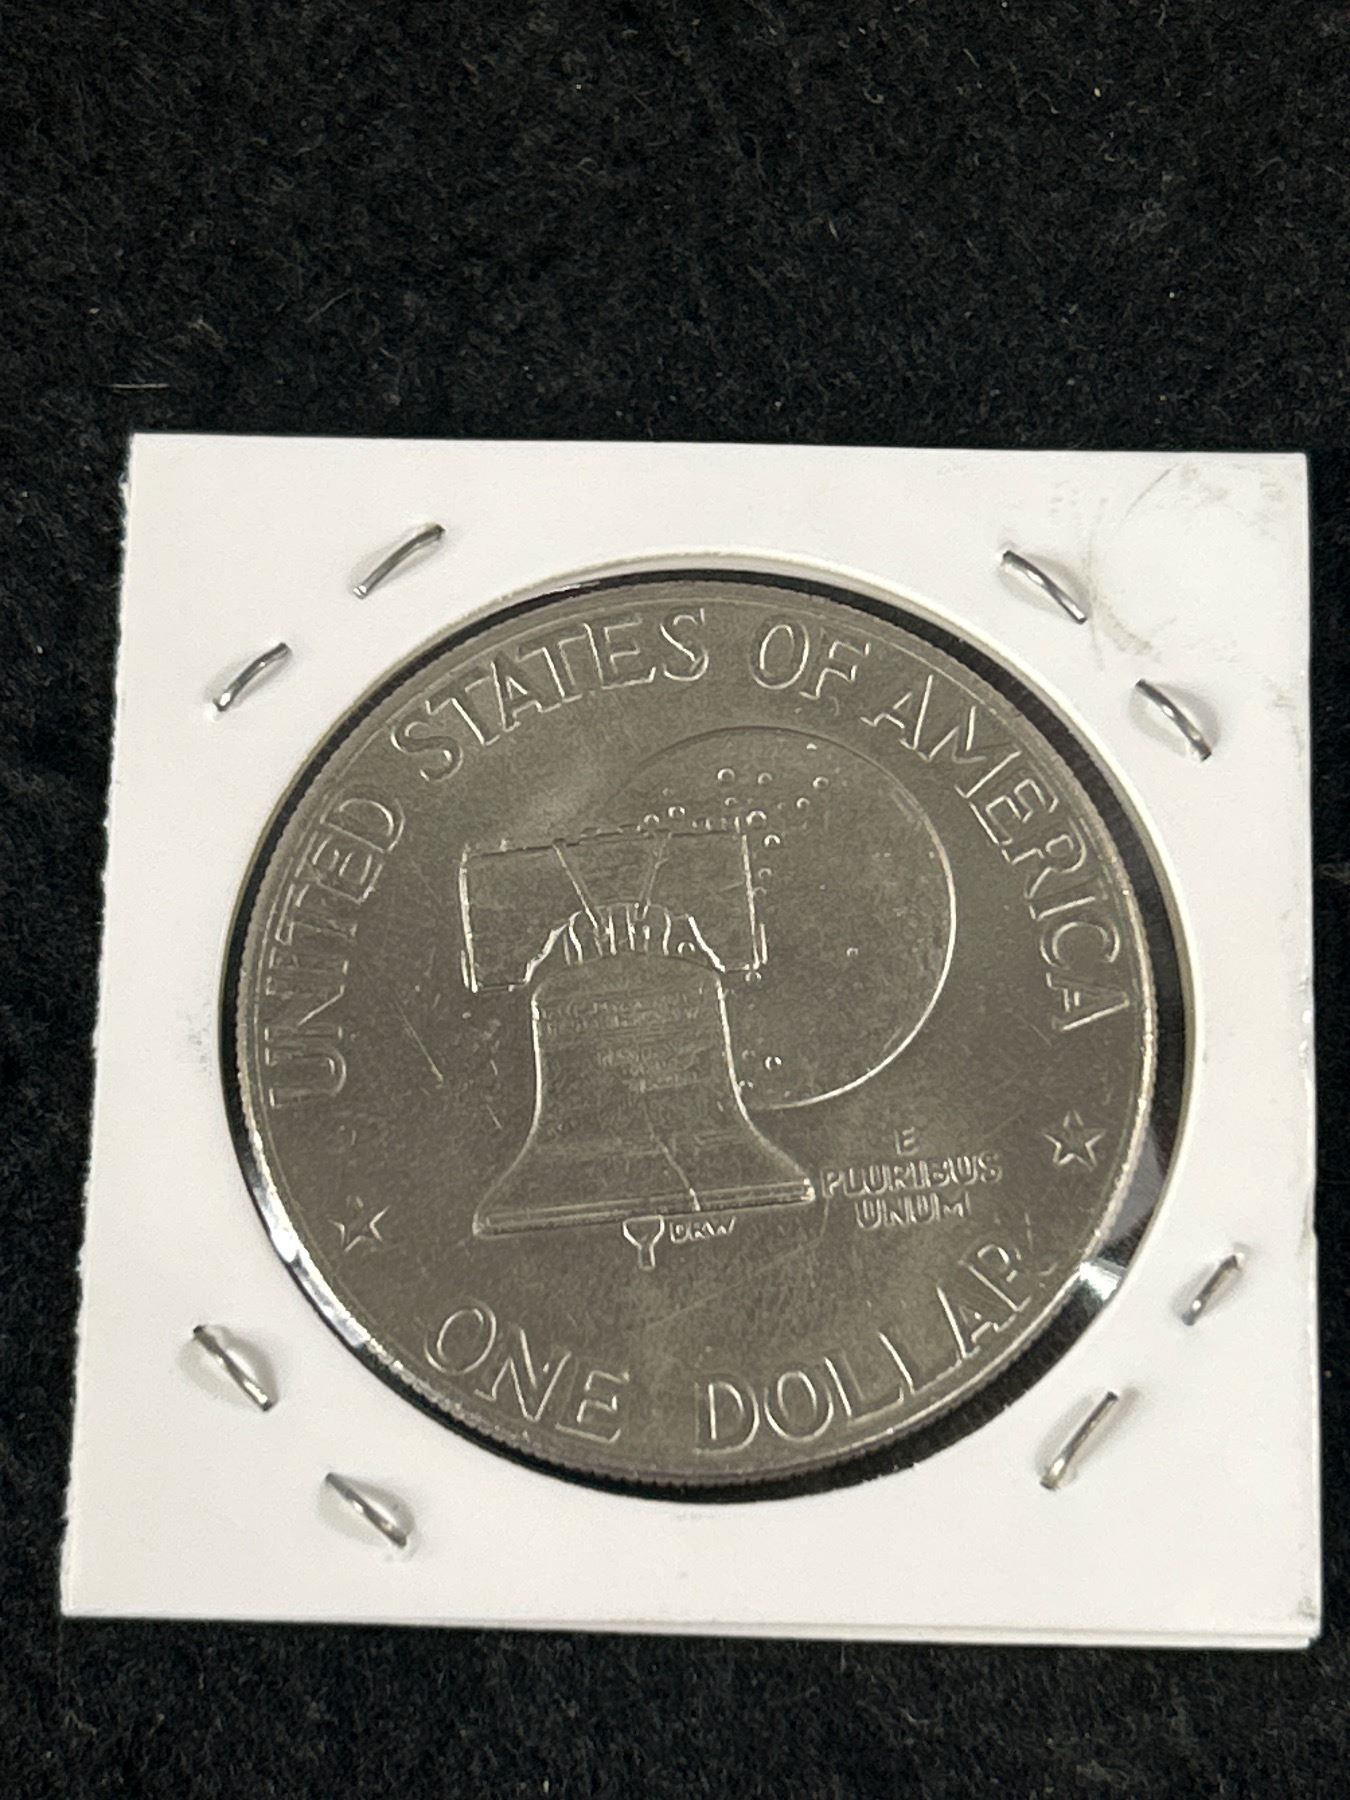 UNITED STATES OF AMERICA
E
PLURIBUS
UNUM
DRW
ONE DOLLAR